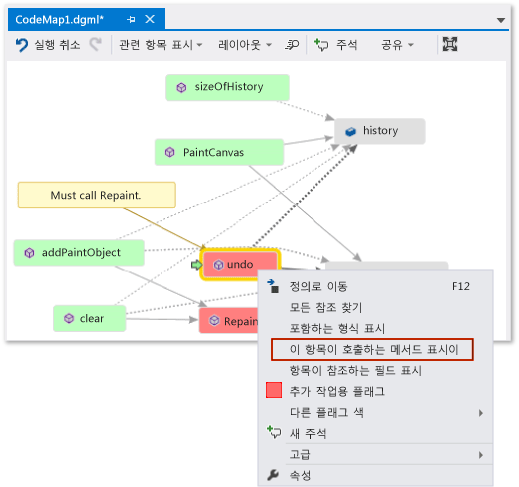 CodeMap1.dgml*
실행 취소 관련 항목 표시 레이아웃 주석 공유
sizeOfHistory
history
PaintCanvas
Must call Repaint.
addPaintObject
undo
clear
Repain
정의로 이동 F12
모든 참조 찾기
포함하는 형식 표시
이 항목이 호출하는 메서드 표시이
항목이 참조하는 필드 표시
추가 작업용 플래그
다른 플래그 색
새 주석
고급
속성